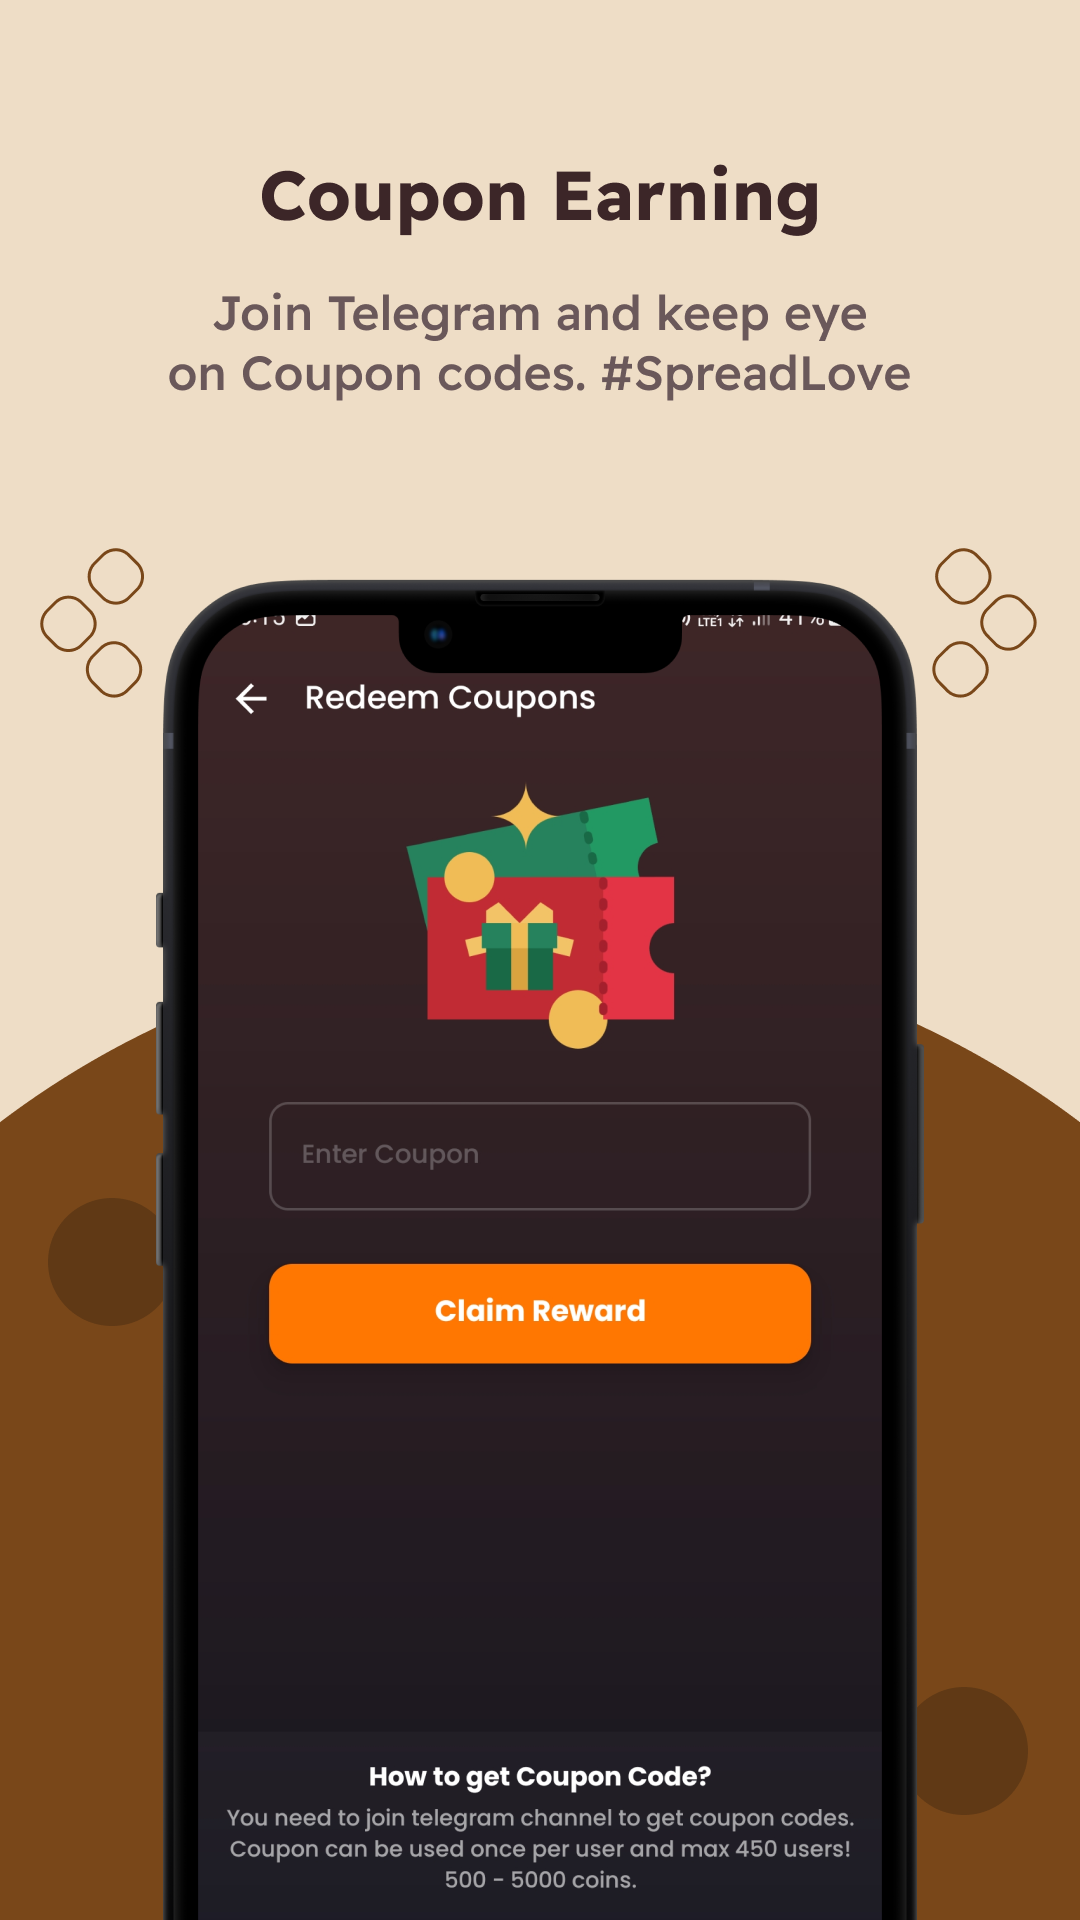 Coupon Earning
Join Telegram and keep eye
on Coupon codes. #SpreadLove
LTE1 41%
Redeem Coupons
Enter Coupon
Claim Reward
How to get Coupon Code?
You need to join telegram channel to get coupon codes.
Coupon can be used once per user and max 450 users!
500 - 5000 coins.